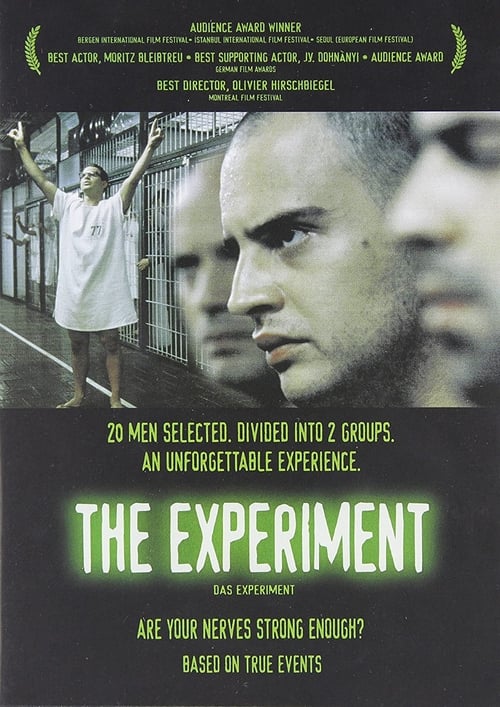 AUDIENCE AWARD WINNER
BERGEN INTERNATIONAL FILM FESTIVAL • ISTANBUL INTERNATIONAL FILM FESTIVAL • SEOUL (EUROPEAN FILM FESTIVAL)
BEST ACTOR, MORITZ BLEIBTREU • BEST SUPPORTING ACTOR, JV. DOHNÀNYI • AUDIENCE AWARD
GERMAN FILM AWARDS
BEST DIRECTOR, OLIVIER HIRSCHBIEGEL
MONTREAL FILM FESTIVAL
77
20 MEN SELECTED. DIVIDED INTO 2 GROUPS.
AN UNFORGETTABLE EXPERIENCE.
THE EXPERIMENT
DAS EXPERIMENT
ARE YOUR NERVES STRONG ENOUGH?
BASED ON TRUE EVENTS